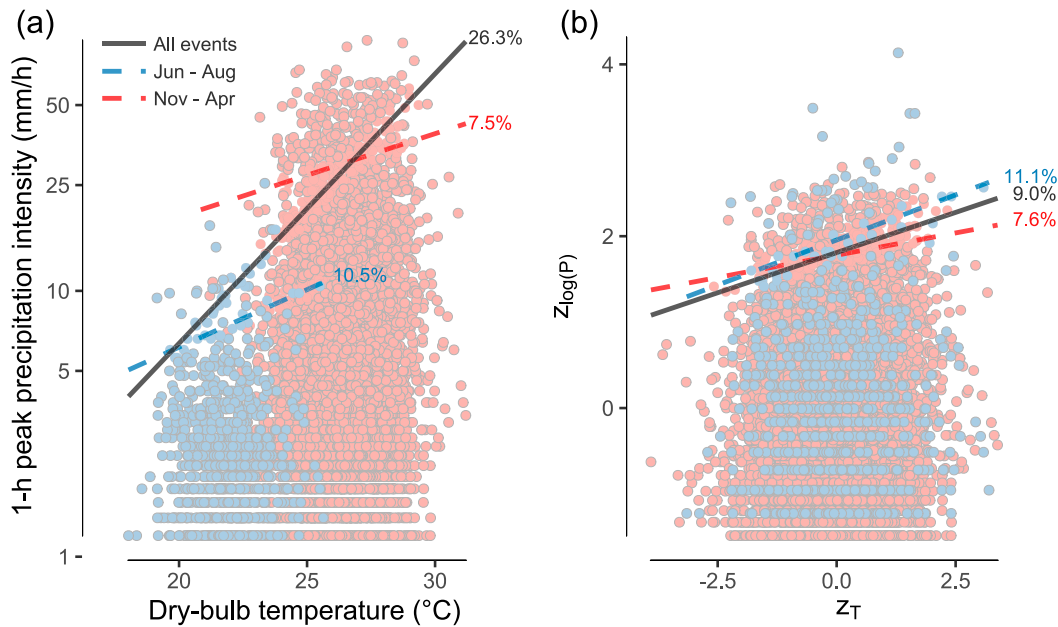 (a)
All events
Jun - Aug
Nov - Apr
26.3%
7.5%
10.5%
1-h peak precipitation intensity (mm/h)
50
25
10
5
1
20
25
30
Dry-bulb temperature (°C)
(b)
11.1%
9.0%
7.6%
z_log(P)
4
2
0
-2.5
0.0
2.5
z_T